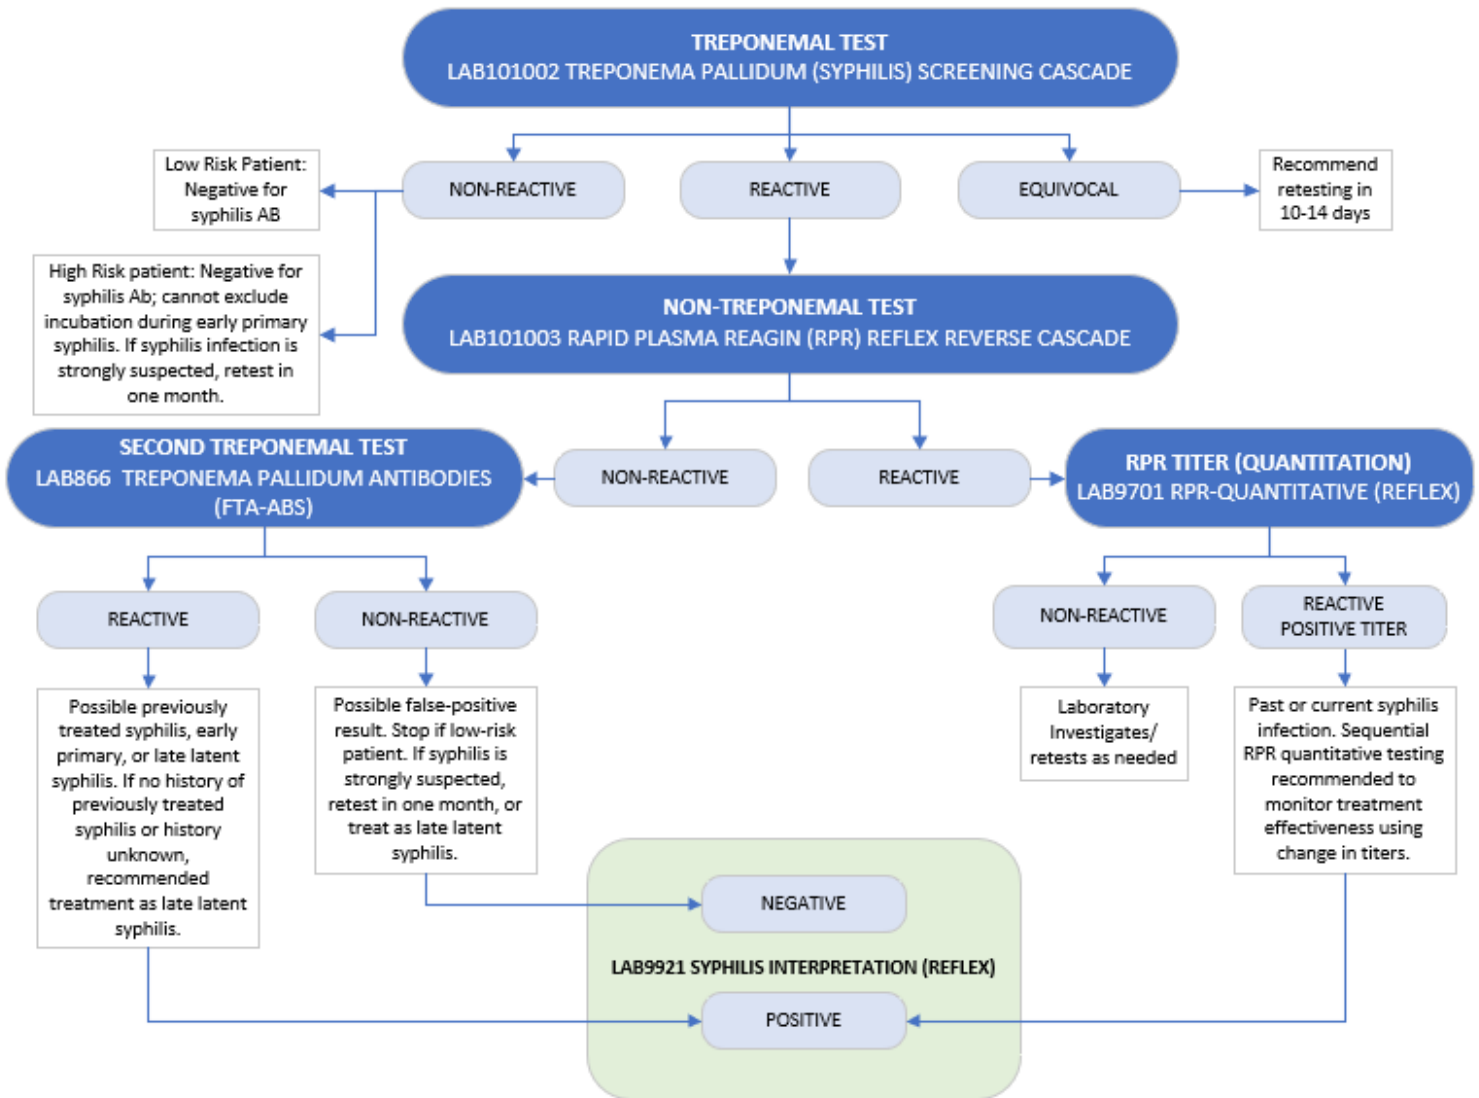 TREPONEMAL TEST
LAB101002 TREPONEMA PALLIDUM (SYPHILIS) SCREENING CASCADE
Low Risk Patient:
Negative for
syphilis AB
NON-REACTIVE
REACTIVE
EQUIVOCAL
Recommend
retesting in
10-14 days
High Risk patient: Negative for
syphilis Ab; cannot exclude
incubation during early primary
syphilis. If syphilis infection is
strongly suspected, retest in
one month.
NON-TREPONEMAL TEST
LAB101003 RAPID PLASMA REAGIN (RPR) REFLEX REVERSE CASCADE
SECOND TREPONEMAL TEST
LAB866 TREPONEMA PALLIDUM ANTIBODIES
(FTA-ABS)
NON-REACTIVE
REACTIVE
RPR TITER (QUANTITATION)
LAB9701 RPR-QUANTITATIVE (REFLEX)
REACTIVE
NON-REACTIVE
NON-REACTIVE
REACTIVE
POSITIVE TITER
Possible previously
treated syphilis, early
primary, or late latent
syphilis. If no history of
previously treated
syphilis or history
unknown,
recommended
treatment as late latent
syphilis.
Possible false-positive
result. Stop if low-risk
patient. If syphilis is
strongly suspected,
retest in one month, or
treat as late latent
syphilis.
Laboratory
Investigates/
retests as needed
Past or current syphilis
infection. Sequential
RPR quantitative testing
recommended to
monitor treatment
effectiveness using
change in titers.
NEGATIVE
LAB9921 SYPHILIS INTERPRETATION (REFLEX)
POSITIVE